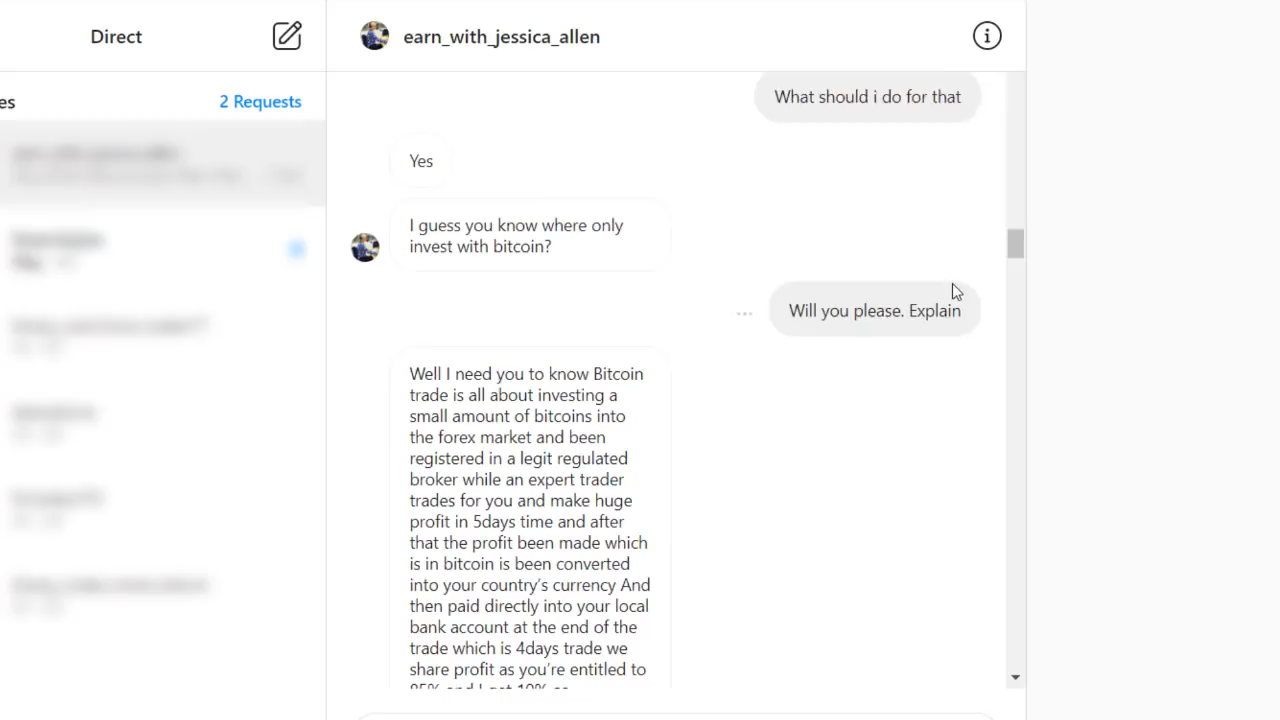 Direct
earn_with_jessica_allen
es
2 Requests
What should i do for that
Yes
I guess you know where only
invest with bitcoin?
Will you please. Explain
Well I need you to know Bitcoin
trade is all about investing a
small amount of bitcoins into
the forex market and been
registered in a legit regulated
broker while an expert trader
trades for you and make huge
profit in 5days time and after
that the profit been made which
is in bitcoin is been converted
into your country's currency And
then paid directly into your local
bank account at the end of the
trade which is 4days trade we
share profit as you're entitled to